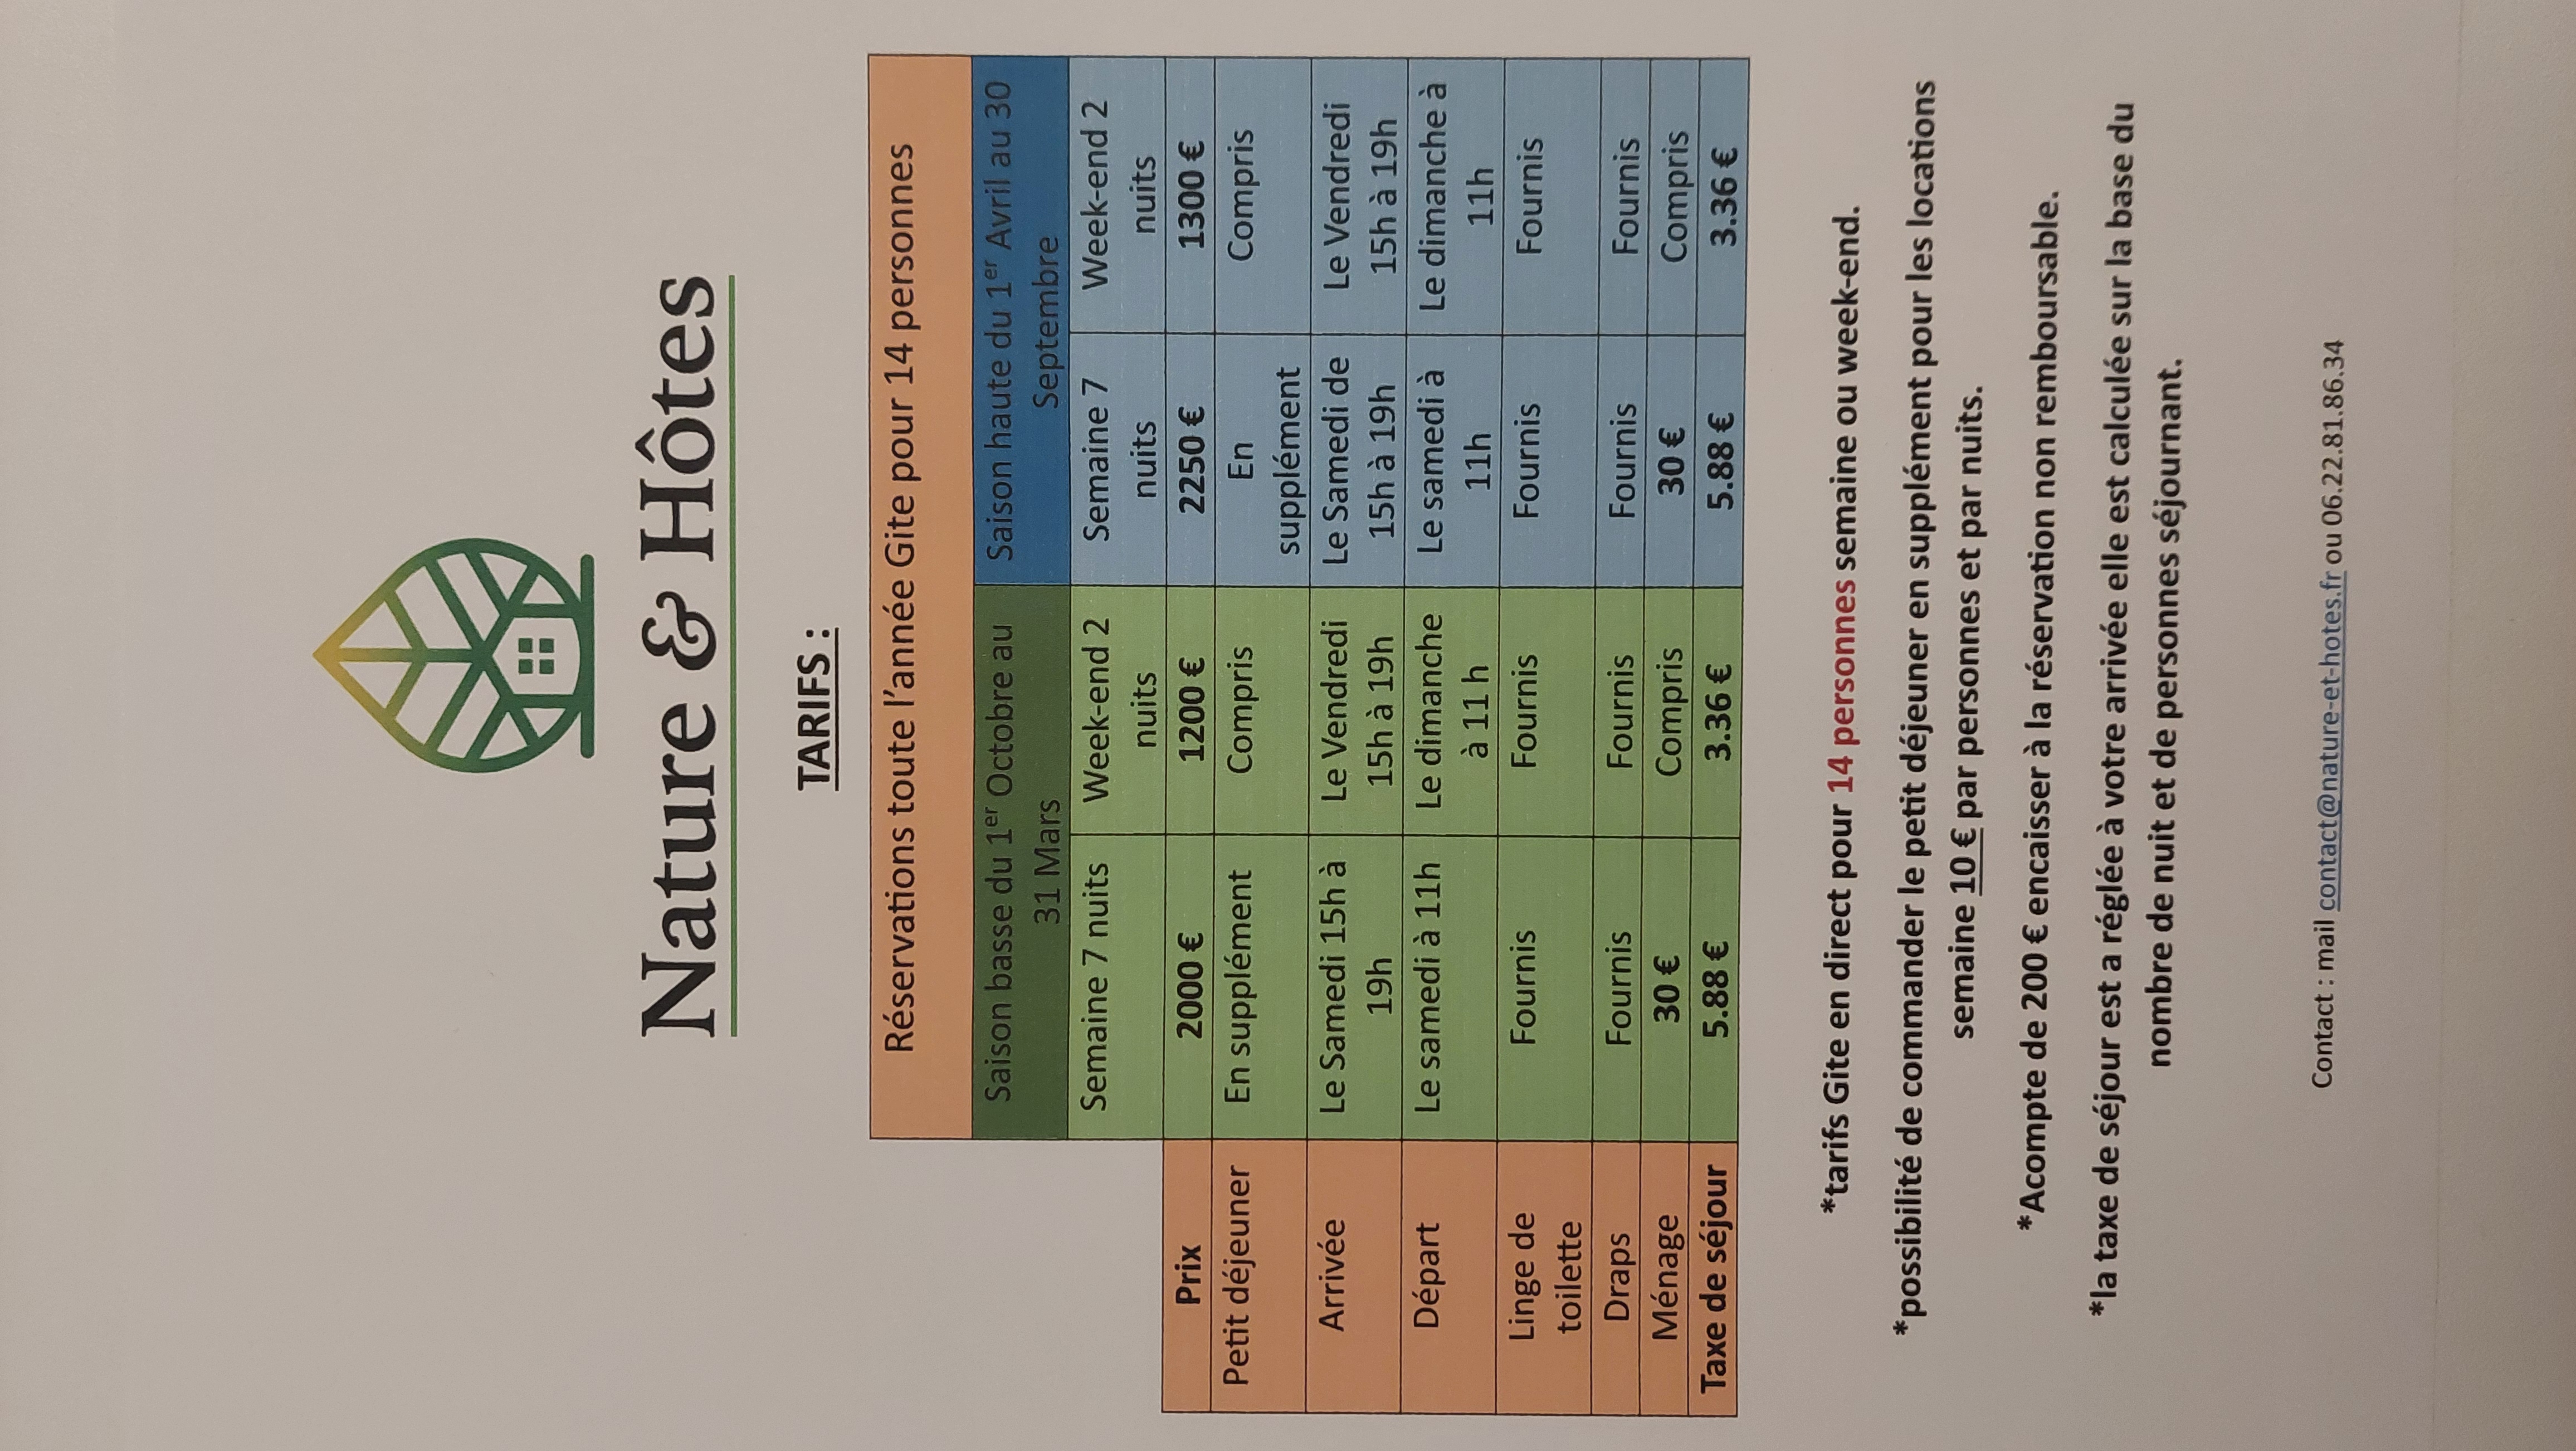 Nature & Hôtes
TARIFS :
Réservations toute l’année Gite pour 14 personnes
Saison basse du 1er Octobre au
31 Mars
Saison haute du 1er Avril au 30
Septembre
Semaine 7 nuits
Week-end 2
nuits
Semaine 7
nuits
Week-end 2
nuits
Prix
2000 €
1200 €
2250 €
1300 €
Petit déjeuner
En supplément
Compris
En
supplément
Compris
Arrivée
Le Samedi 15h à
19h
Le Vendredi
15h à 19h
Le Samedi de
15h à 19h
Le Vendredi
15h à 19h
Départ
Le samedi à 11h
Le dimanche
à 11 h
Le samedi à
11h
Le dimanche à
11h
Linge de
toilette
Fournis
Fournis
Fournis
Fournis
Draps
Fournis
Fournis
Fournis
Fournis
Ménage
30 €
Compris
30 €
Compris
Taxe de séjour
5.88 €
3.36 €
5.88 €
3.36 €
*tarifs Gite en direct pour 14 personnes semaine ou week-end.
*possibilité de commander le petit déjeuner en supplément pour les locations
semaine 10 € par personnes et par nuits.
*Acompte de 200 € encaisser à la réservation non remboursable.
*la taxe de séjour est a réglée à votre arrivée elle est calculée sur la base du
nombre de nuit et de personnes séjournant.
Contact : mail contact@nature-et-hotes.fr ou 06.22.81.86.34